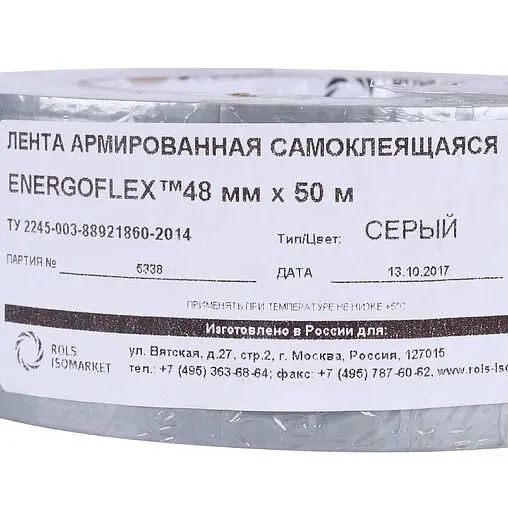 ЛЕНТА АРМИРОВАННАЯ САМОКЛЕЯЩАЯСЯ
ENERGOFLEX™48 мм x 50 м
ТУ 2245-003-88921860-2014
Тип/Цвет: СЕРЫЙ
ПАРТИЯ № 6338
ДАТА 13.10.2017
ПРИМЕНЯТЬ ПРИ ТЕМПЕРАТУРЕ НЕ НИЖЕ +5°C
Изготовлено в России для:
ROLS
ISOMARKET
ул. Вятская, д.27, стр.2, г. Москва, Россия, 127015
тел.: +7 (495) 363-68-64; факс: +7 (495) 787-60-62, www.rols-iso